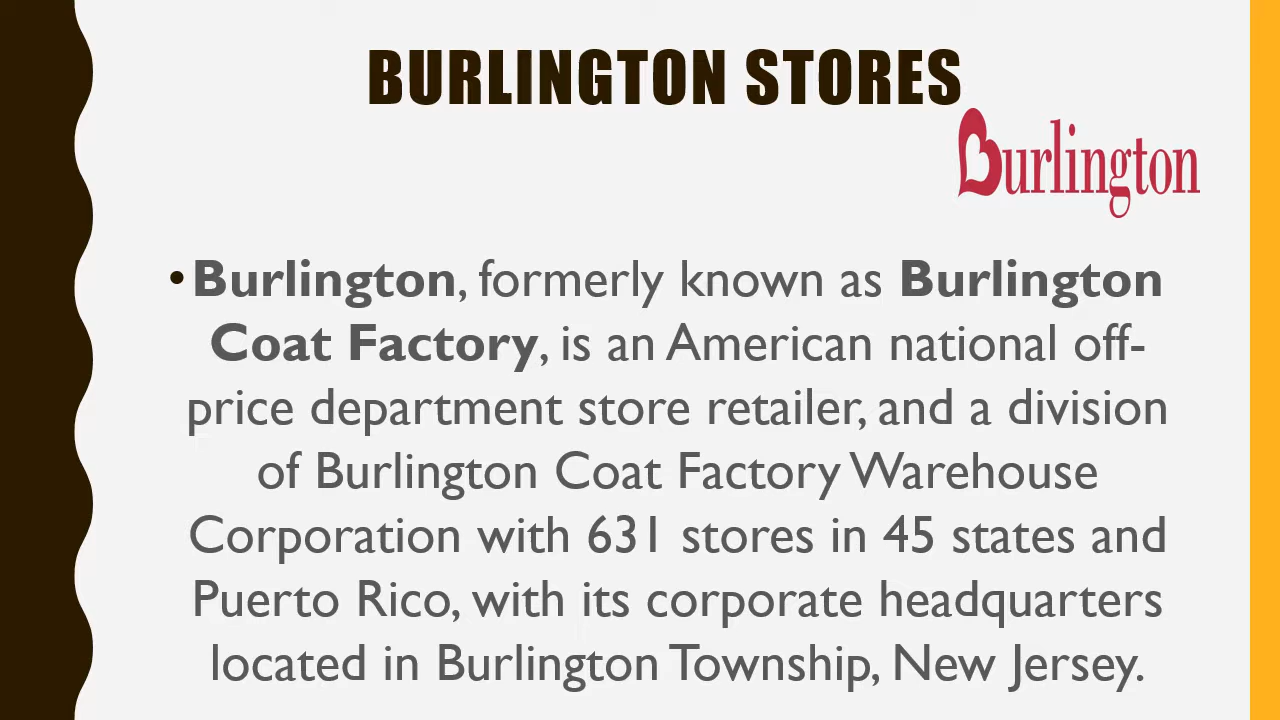 BURLINGTON STORES
Burlington
•Burlington, formerly known as Burlington
Coat Factory, is an American national off-
price department store retailer, and a division
of Burlington Coat Factory Warehouse
Corporation with 631 stores in 45 states and
Puerto Rico, with its corporate headquarters
located in Burlington Township, New Jersey.